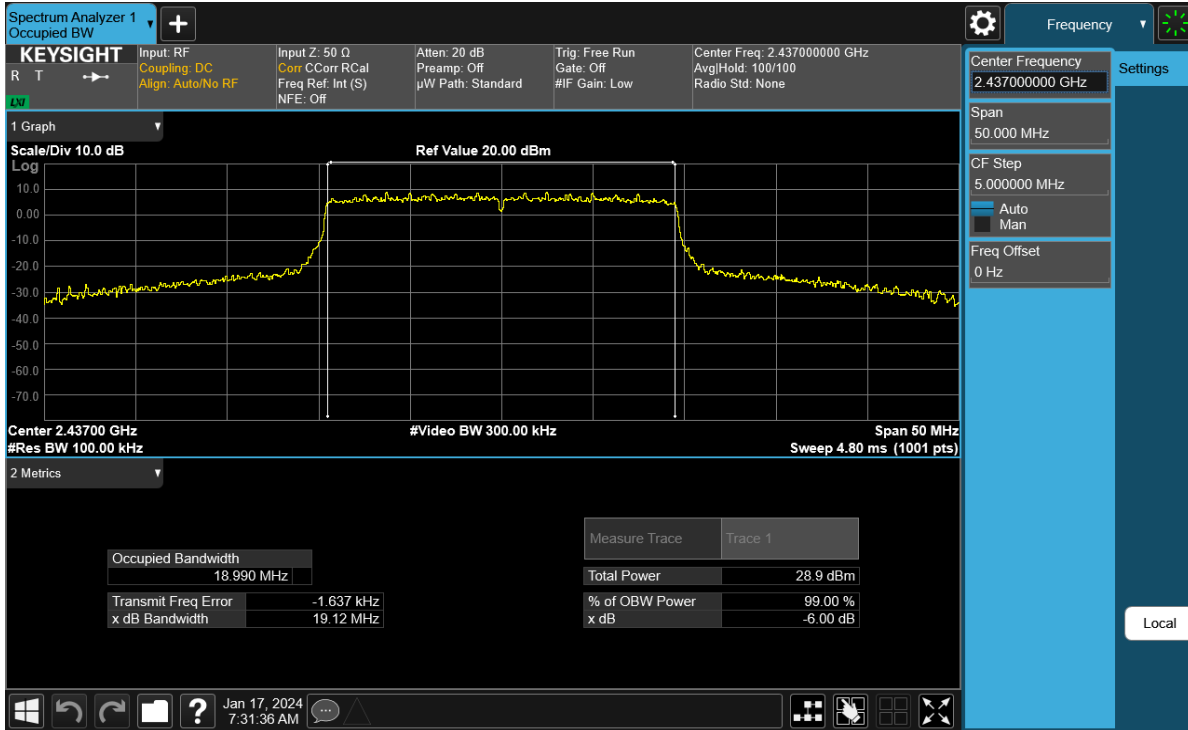 Spectrum Analyzer 1
Occupied BW
Frequency
KEYSIGHT
R T
LXI
Input: RF
Coupling: DC
Align: Auto/No RF
Input Z: 50 Ω
Corr CCorr RCal
Freq Ref: Int (S)
NFE: Off
Atten: 20 dB
Preamp: Off
µW Path: Standard
Trig: Free Run
Gate: Off
#IF Gain: Low
Center Freq: 2.437000000 GHz
Avg|Hold: 100/100
Radio Std: None
Center Frequency
2.437000000 GHz
Settings
Span
50.000 MHz
CF Step
5.000000 MHz
Auto
Man
Freq Offset
0 Hz
1 Graph
Scale/Div 10.0 dB
Ref Value 20.00 dBm
Log
10.0
0.00
-10.0
-20.0
-30.0
-40.0
-50.0
-60.0
-70.0
Center 2.43700 GHz
#Video BW 300.00 kHz
Span 50 MHz
#Res BW 100.00 kHz
Sweep 4.80 ms (1001 pts)
2 Metrics
Measure Trace Trace 1
Occupied Bandwidth
18.990 MHz
Total Power 28.9 dBm
Transmit Freq Error -1.637 kHz
% of OBW Power 99.00 %
x dB Bandwidth 19.12 MHz
x dB -6.00 dB
Local
?
Jan 17, 2024
7:31:36 AM